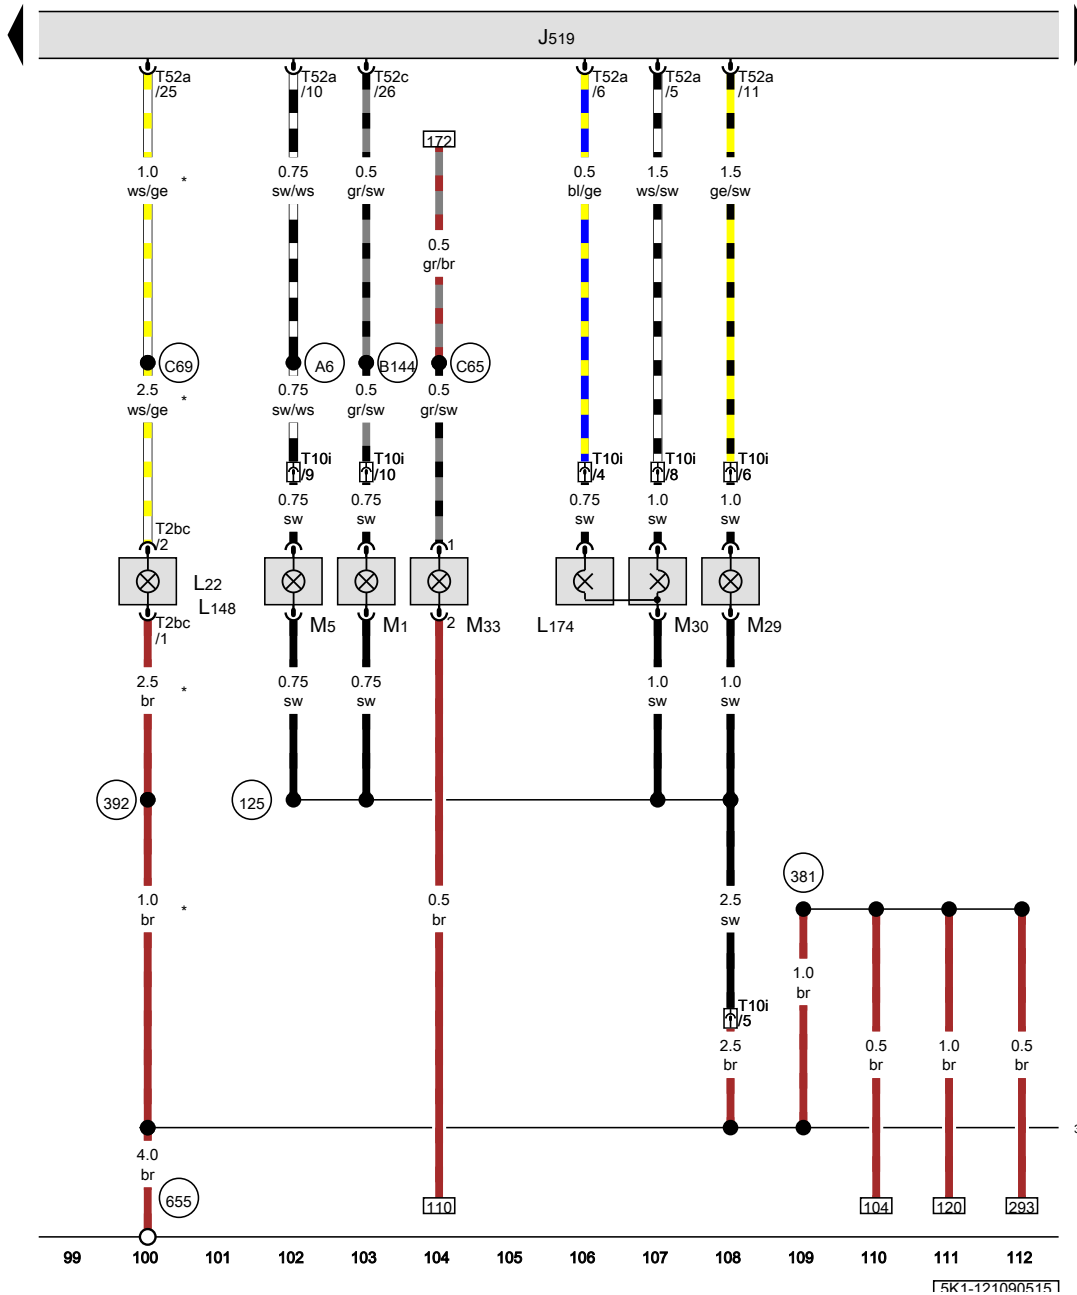 J519
T52a
/25
T52a
/10
T52c
/26
T52a
/6
T52a
/5
T52a
/11
172
1.0
ws/ge
*
0.75
sw/ws
0.5
gr/sw
0.5
bl/ge
1.5
ws/sw
1.5
ge/sw
0.5
gr/br
C69
A6
B144
C65
2.5
ws/ge
*
0.75
sw/ws
0.5
gr/sw
0.5
gr/sw
T10i
/9
T10i
/10
T10i
/4
T10i
/8
T10i
/6
0.75
sw
0.75
sw
0.75
sw
1.0
sw
1.0
sw
T2bc
/2
1
L22
L148
T2bc
/1
M5
M1
2
M33
L174
M30
M29
2.5
br
*
0.75
sw
0.75
sw
1.0
sw
1.0
sw
392
125
381
1.0
br
*
0.5
br
2.5
sw
1.0
br
T10i
/5
2.5
br
0.5
br
1.0
br
0.5
br
4.0
br
655
110
104
120
293
99 100 101 102 103 104 105 106 107 108 109 110 111 112
5K1-121090515